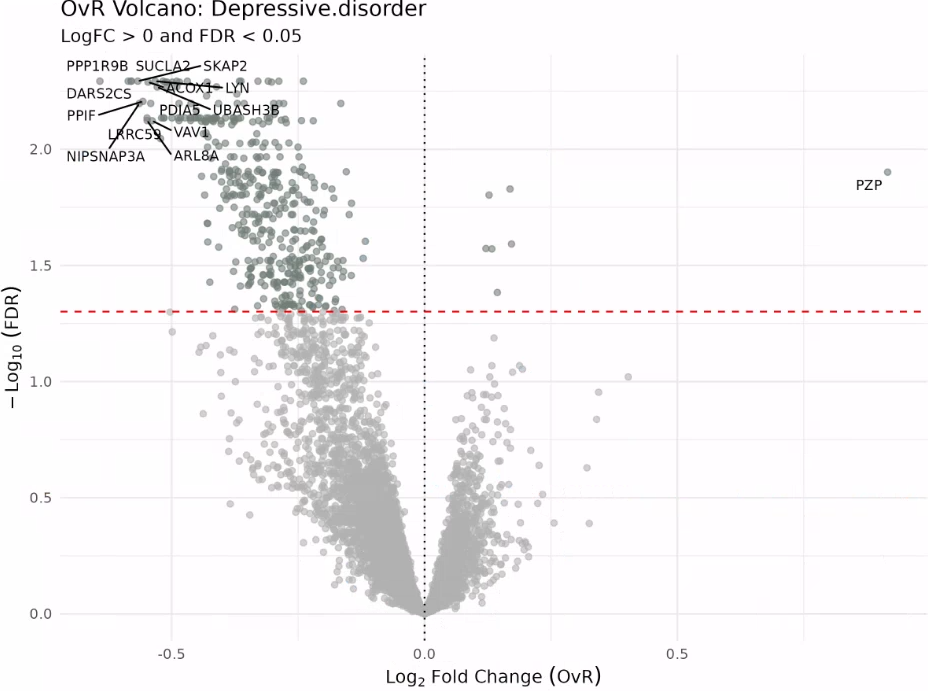 OvR Volcano: Depressive.disorder
LogFC > 0 and FDR < 0.05
PPP1R9B SUCLA2 SKAP2
ACOX1 LYN
DARS2CS
PDIA5 UBASH3B
PPIF
LRRC59 VAV1
NIPSNAP3A ARL8A
PZP
2.0
1.5
1.0
0.5
0.0
−Log₁₀ (FDR)
-0.5 0.0 0.5
Log₂ Fold Change (OvR)